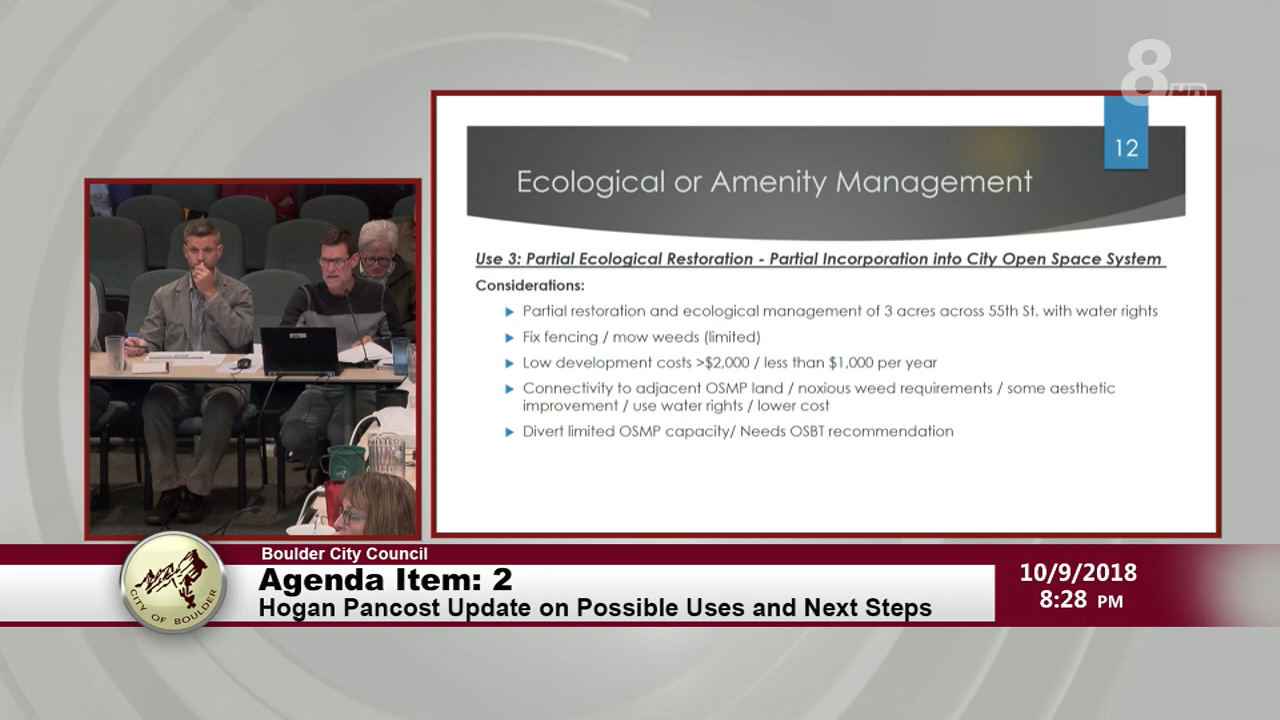 8
HD
12
Ecological or Amenity Management
Use 3: Partial Ecological Restoration - Partial Incorporation into City Open Space System
Considerations:
Partial restoration and ecological management of 3 acres across 55th St. with water rights
Fix fencing / mow weeds (limited)
Low development costs >$2,000 / less than $1,000 per year
Connectivity to adjacent OSMP land / noxious weed requirements / some aesthetic
improvement / use water rights / lower cost
Divert limited OSMP capacity/ Needs OSBT recommendation
Boulder City Council
Agenda Item: 2
Hogan Pancost Update on Possible Uses and Next Steps
CITY OF BOULDER
10/9/2018
8:28 PM